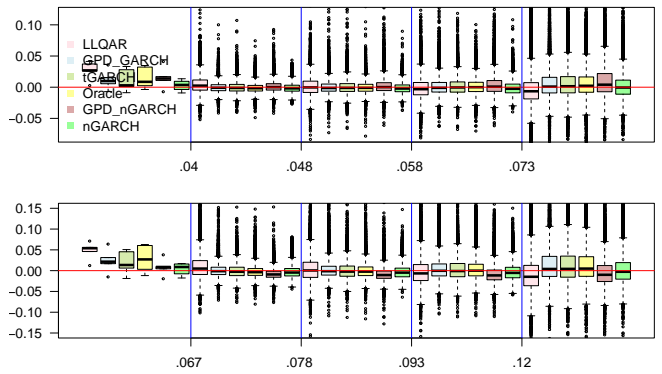 0.10
0.05
0.00
−0.05
LLQAR
GPD_GARCH
tGARCH
Oracle
GPD_nGARCH
nGARCH
.04 .048 .058 .073
0.15
0.10
0.05
0.00
−0.05
−0.10
−0.15
.067 .078 .093 .12